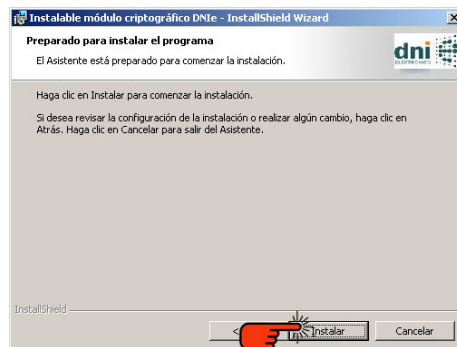 Instalable módulo criptográfico DNIe - InstallShield Wizard
Preparado para instalar el programa
El Asistente está preparado para comenzar la instalación.
dni
Haga clic en Instalar para comenzar la instalación.
Si desea revisar la configuración de la instalación o realizar algún cambio, haga clic en
Atrás. Haga clic en Cancelar para salir del Asistente.
InstallShield
< Instalar Cancelar